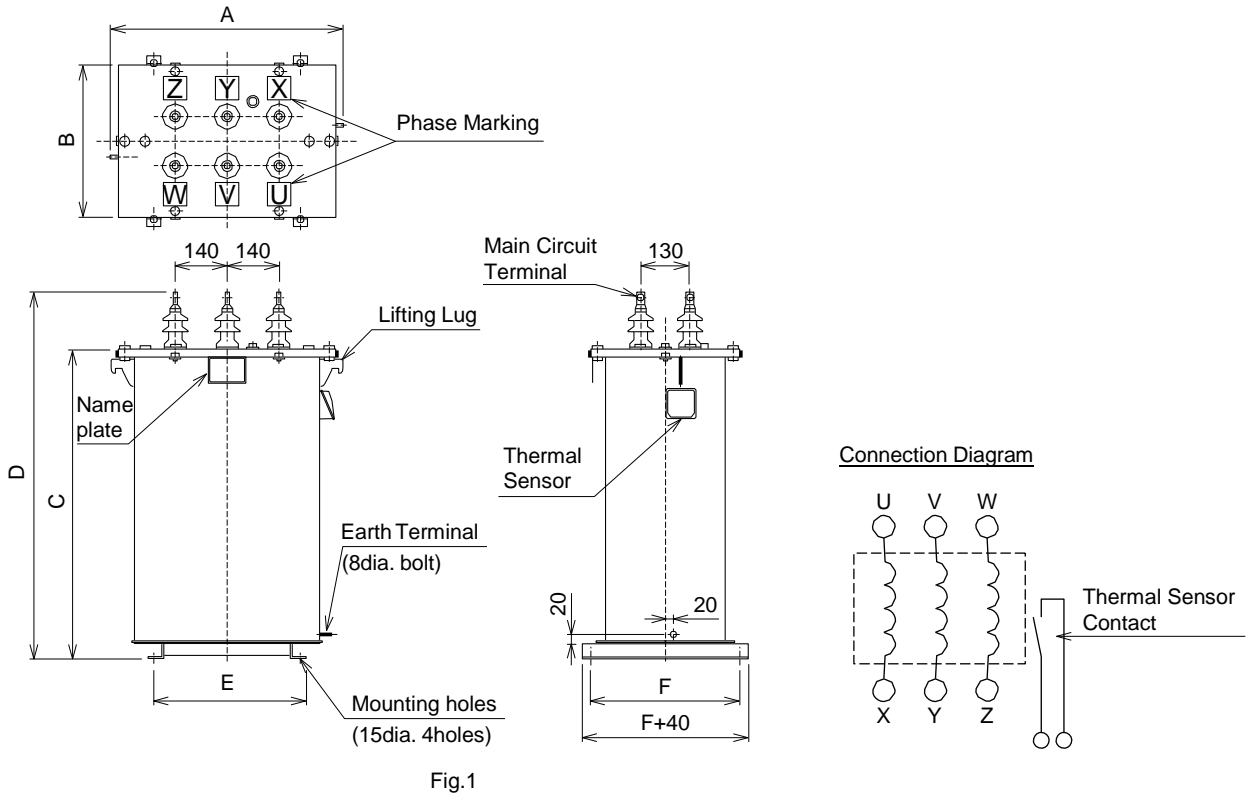 A
B
Z Y X
W V U
Phase Marking
140 140
Main Circuit
Terminal
130
Lifting Lug
Name
plate
D
C
Thermal
Sensor
Earth Terminal
(8dia. bolt)
20
20
E
F
F+40
Mounting holes
(15dia. 4holes)
Connection Diagram
U V W
Thermal Sensor
Contact
X Y Z
Fig.1